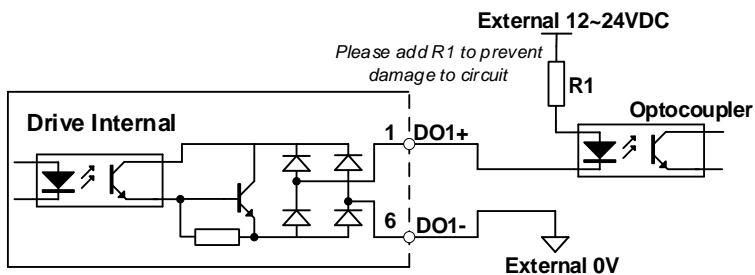 External 12~24VDC
Please add R1 to prevent
damage to circuit
R1
Optocoupler
Drive Internal
1 DO1+
6 DO1-
External 0V